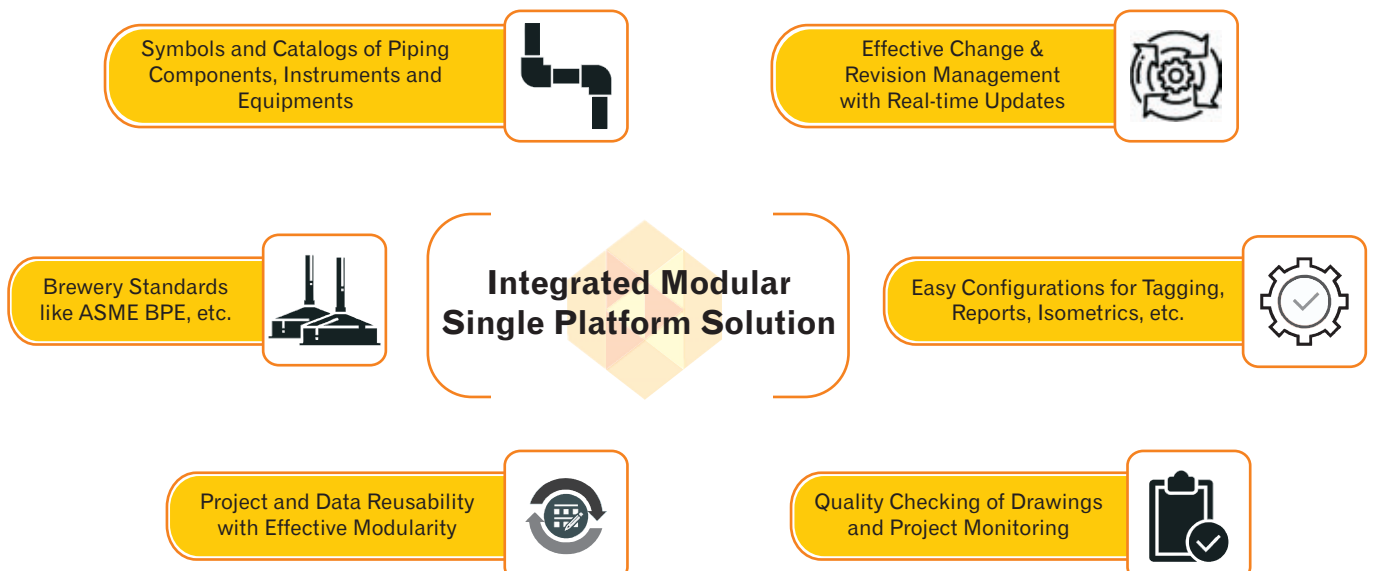 Symbols and Catalogs of Piping
Components, Instruments and
Equipments
Effective Change &
Revision Management
with Real-time Updates
Brewery Standards
like ASME BPE, etc.
Integrated Modular
Single Platform Solution
Easy Configurations for Tagging,
Reports, Isometrics, etc.
Project and Data Reusability
with Effective Modularity
Quality Checking of Drawings
and Project Monitoring